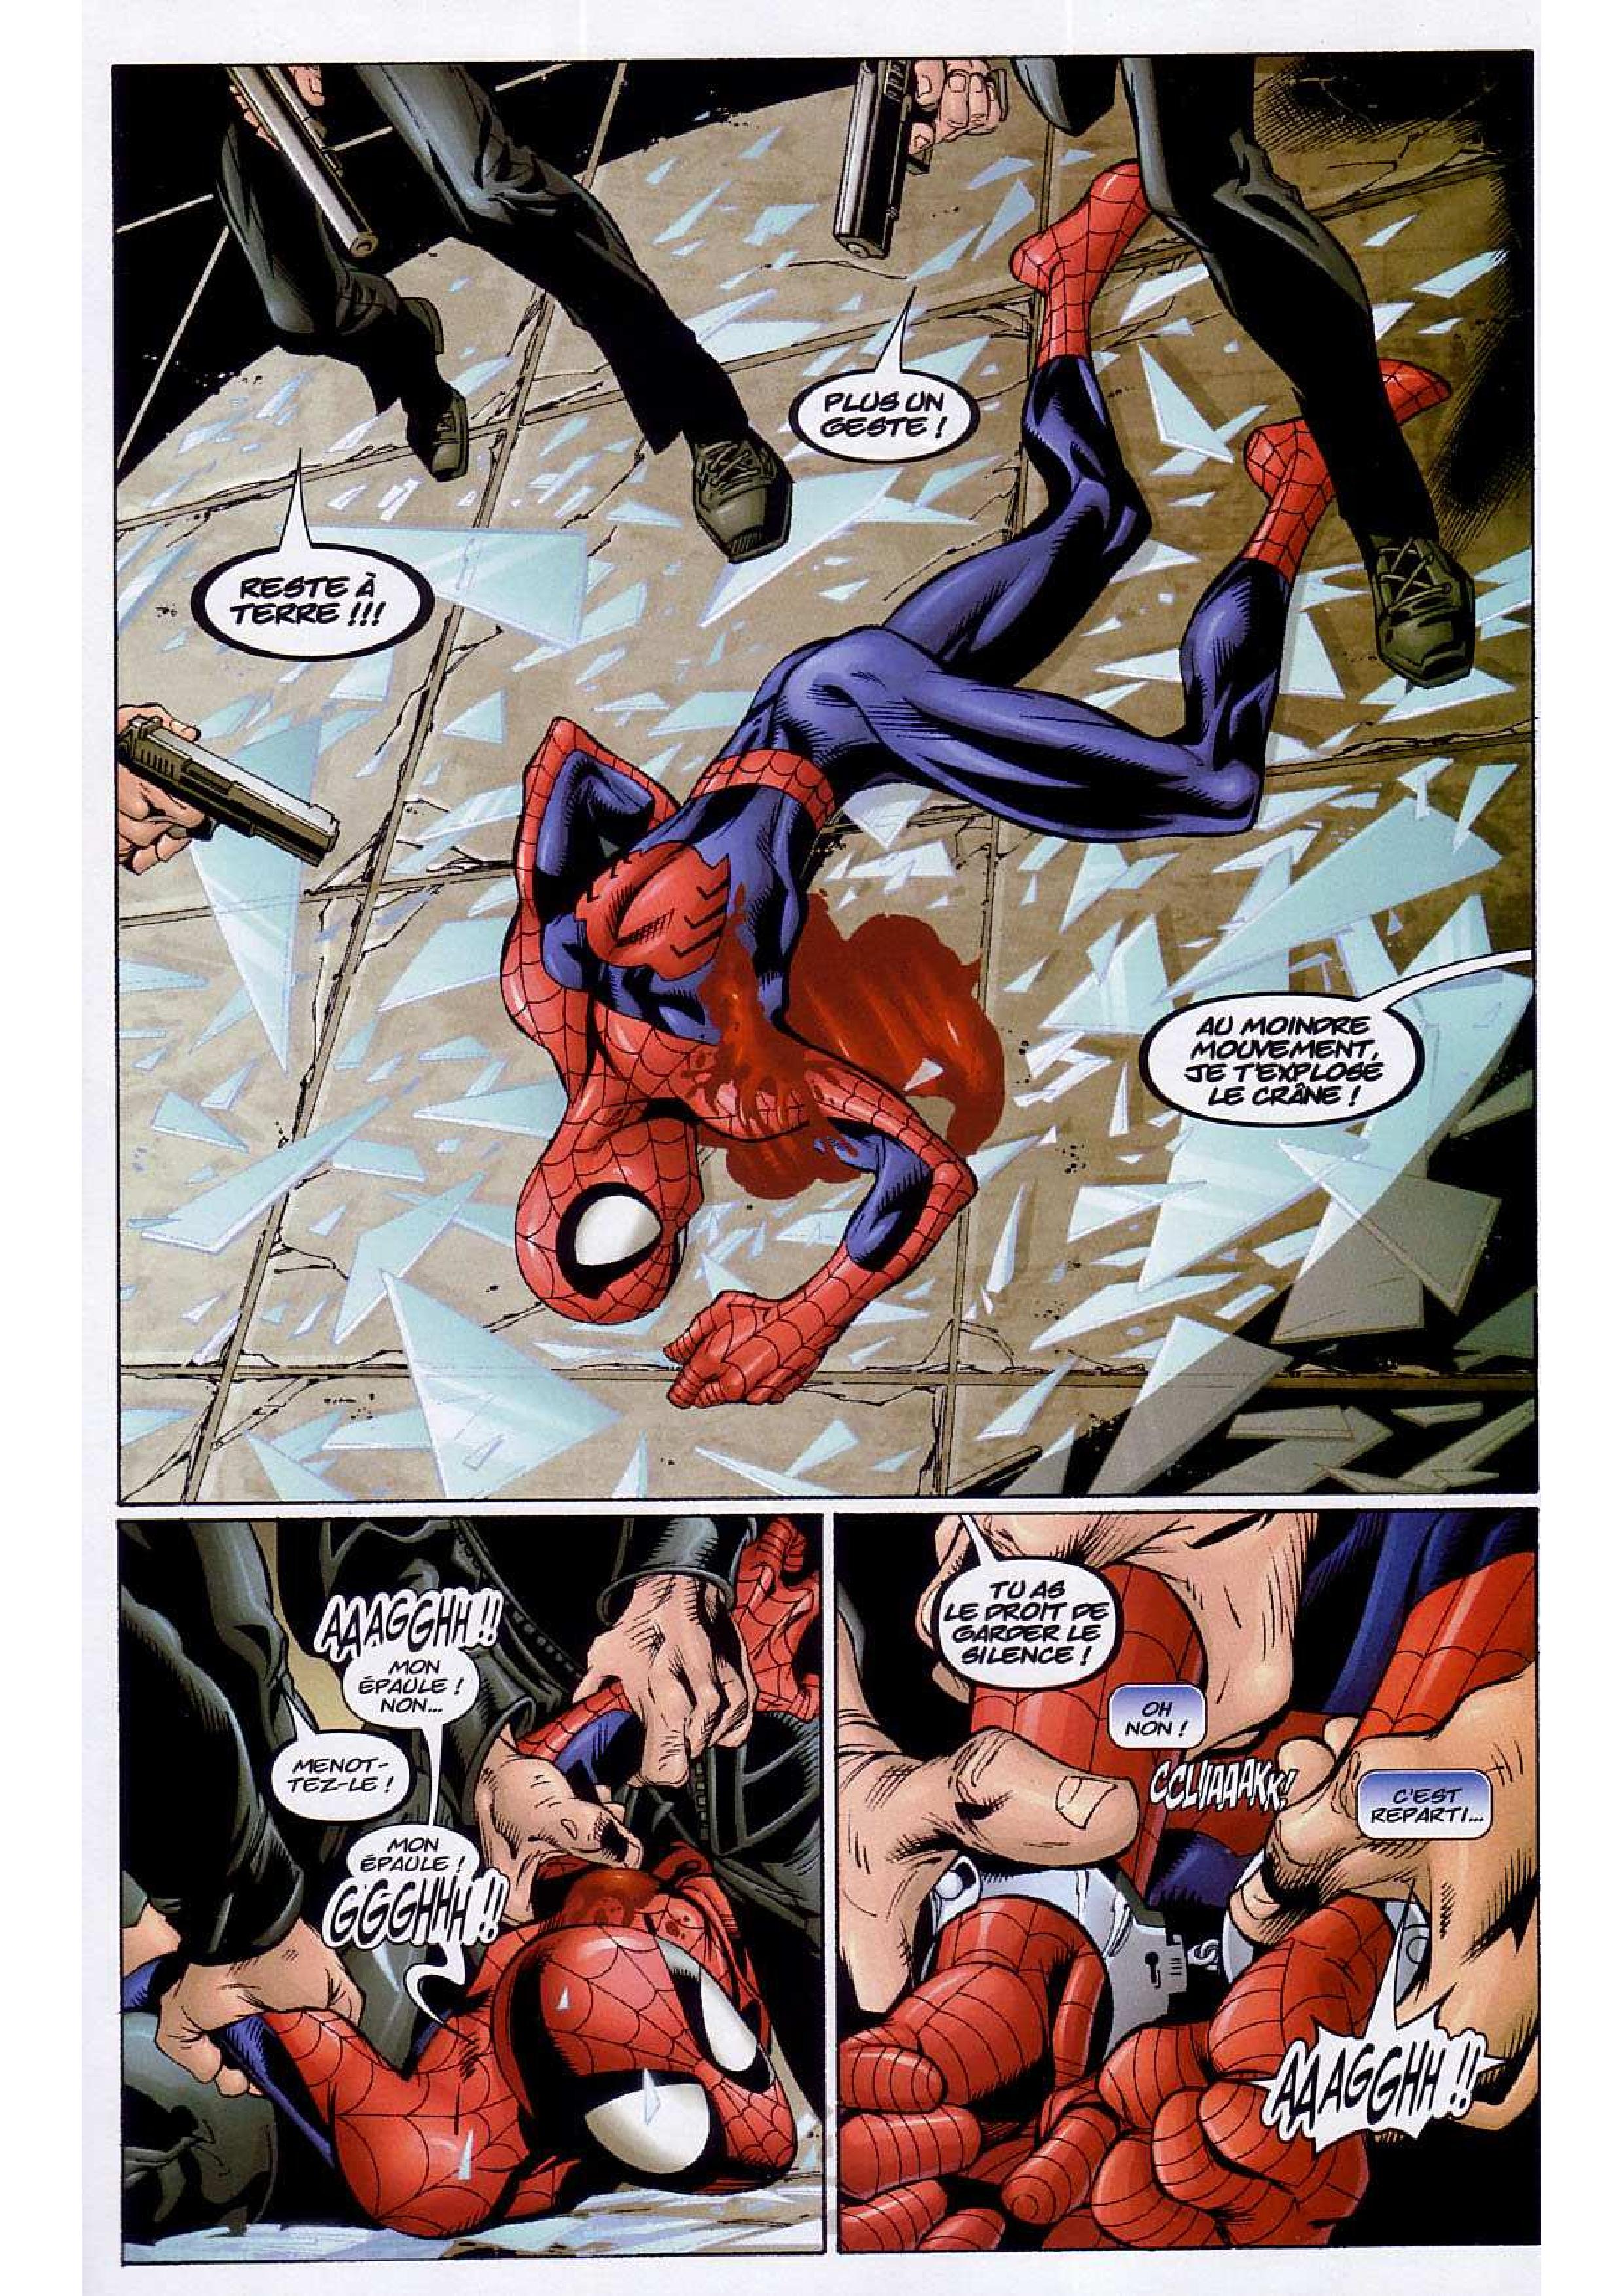 PLUS UN
GESTE !
RESTE À
TERRE !!!
AU MOINDRE
MOUVEMENT,
JE T'EXPLOSE
LE CRÂNE !
AAAGGHH !!
MON
ÉPAULE !
NON...
MENOT-
TEZ-LE !
MON
ÉPAULE !
GGGHHH !!
TU AS
LE DROIT DE
GARDER LE
SILENCE !
OH
NON !
CCLIAAAKK!
C'EST
REPARTI...
AAAGGHH !!